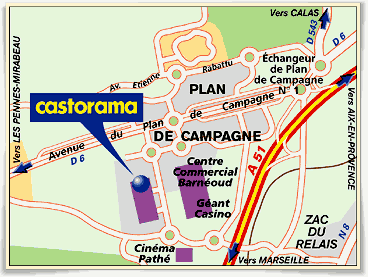 Vers CALAS
D 543
D 6
Vers LES PENNES-MIRABEAU
Av. Etienne Rabattu
Échangeur
de Plan
de Campagne
PLAN
DE CAMPAGNE
castorama
Avenue du Plan de Campagne N° 1
D 6
Vers AIX-EN-PROVENCE
A 51
Centre
Commercial
Barnéoud
Géant
Casino
ZAC
DU
RELAIS
N 8
Cinéma
Pathé
Vers MARSEILLE